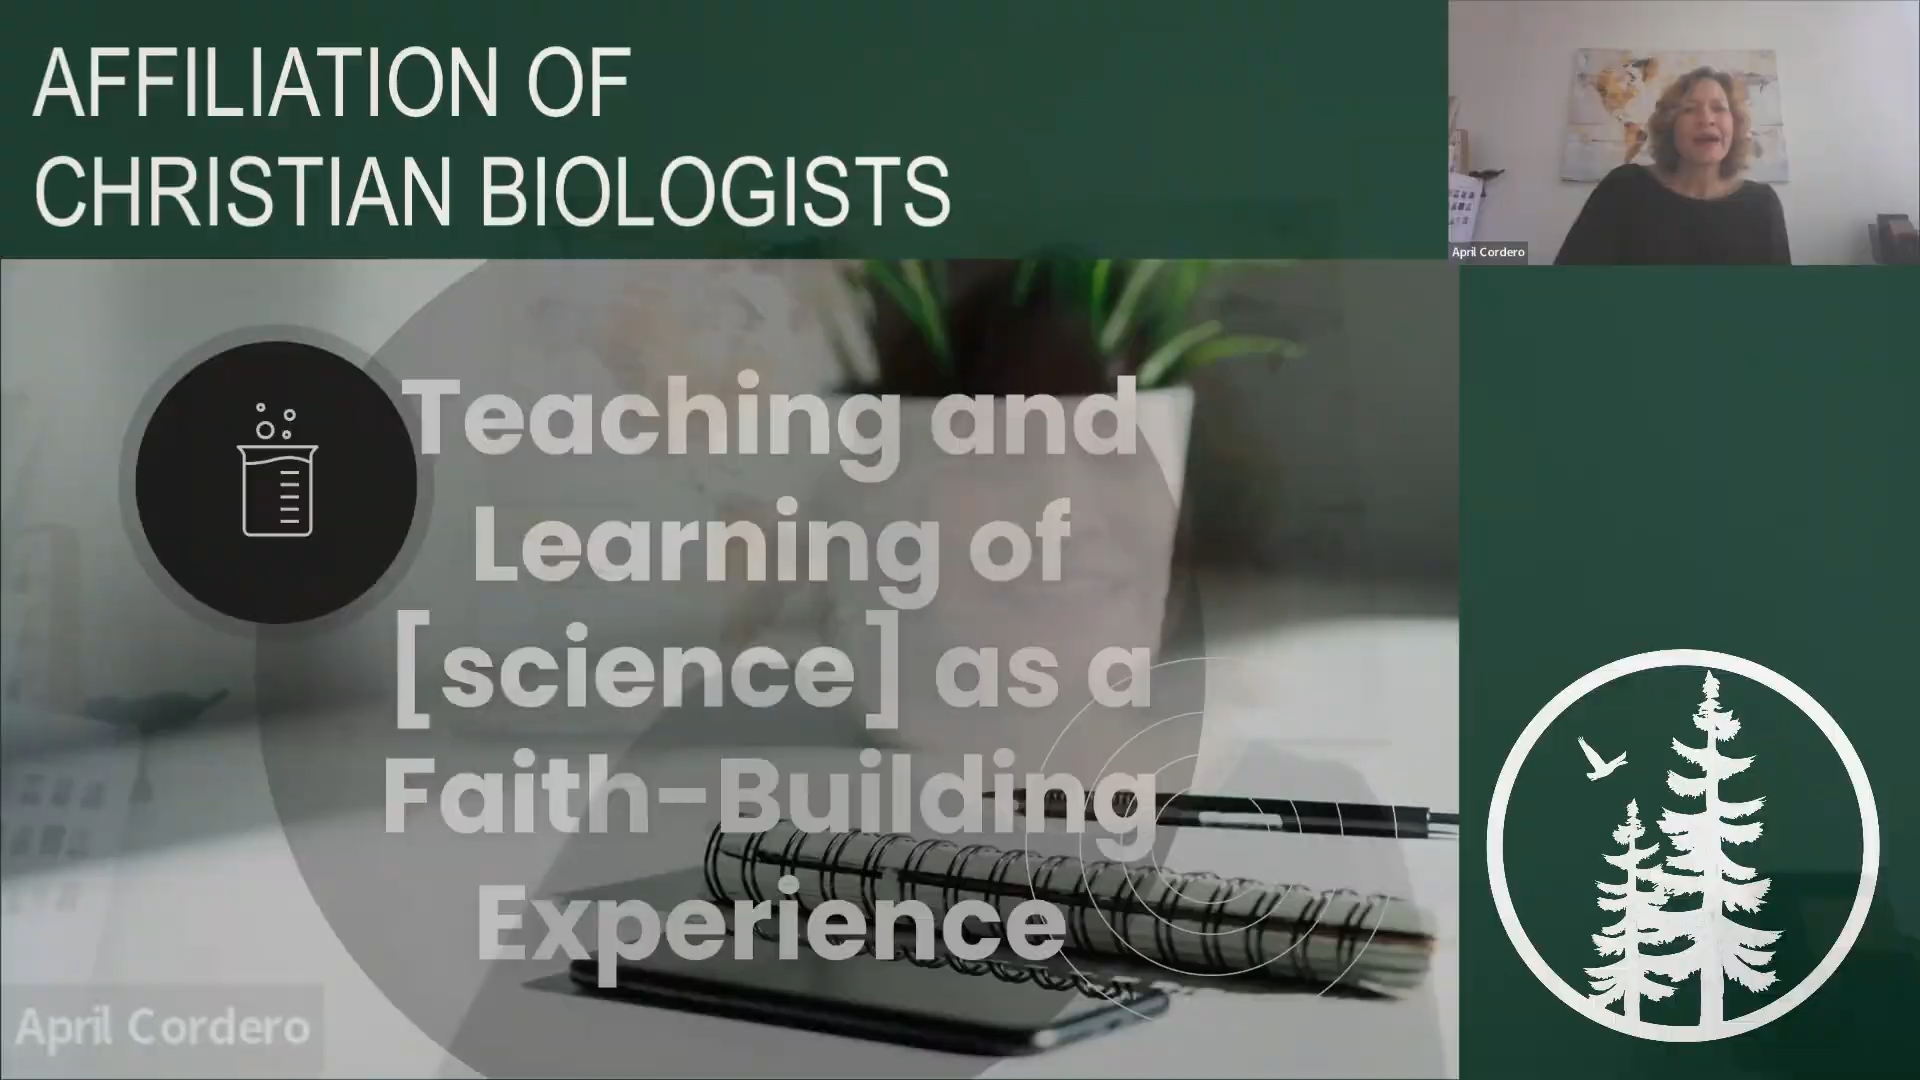 AFFILIATION OF
CHRISTIAN BIOLOGISTS
April Cordero
Teaching and
Learning of
[science] as a
Faith-Building
Experience
April Cordero